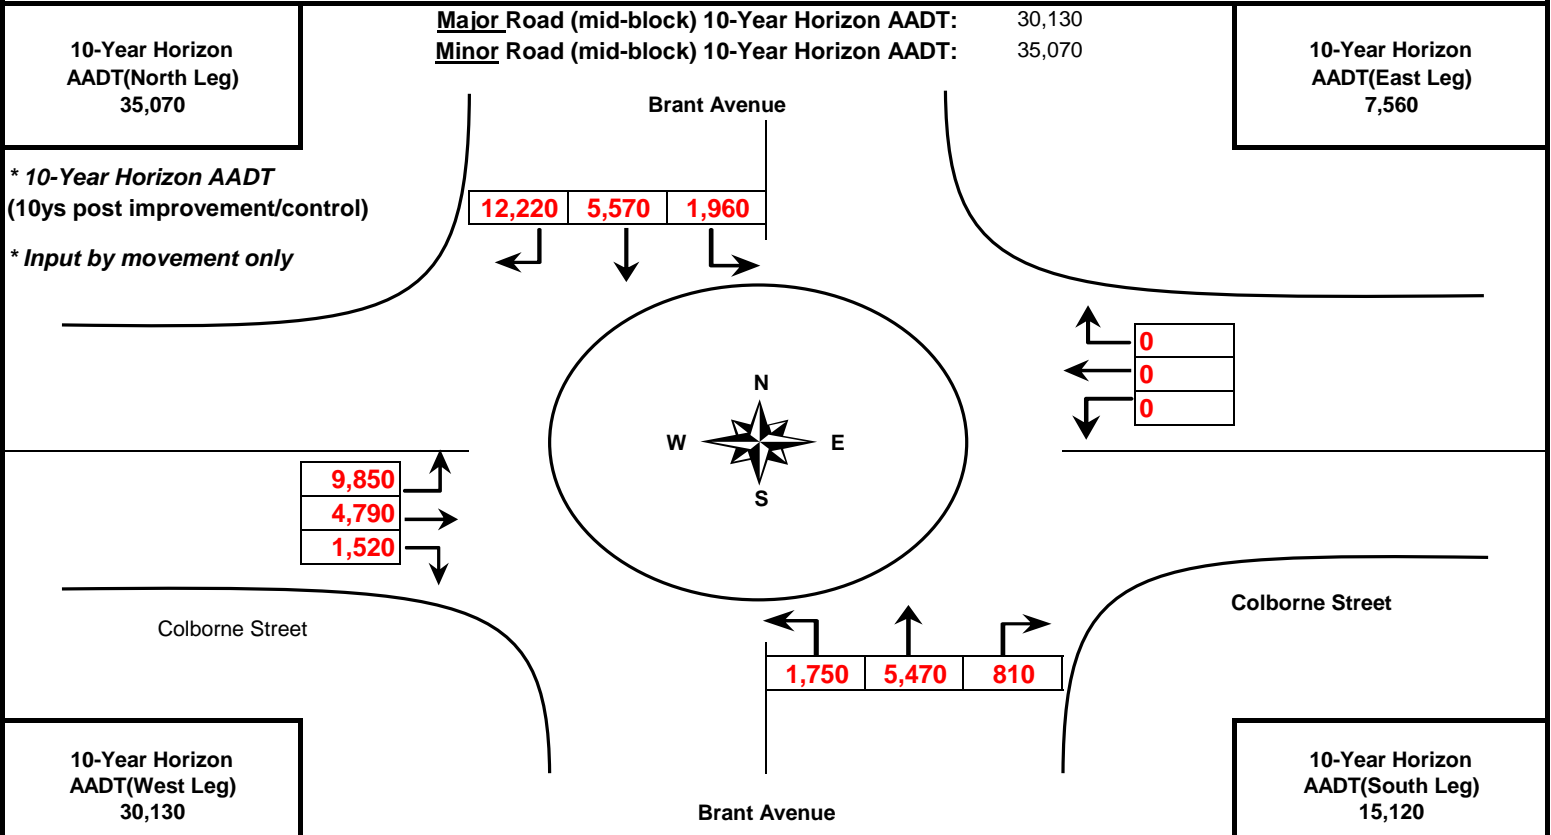 Major Road (mid-block) 10-Year Horizon AADT: 30,130
Minor Road (mid-block) 10-Year Horizon AADT: 35,070
10-Year Horizon
AADT(North Leg)
35,070
10-Year Horizon
AADT(East Leg)
7,560
Brant Avenue
* 10-Year Horizon AADT
(10ys post improvement/control)
* Input by movement only
12,220 5,570 1,960
0
0
0
N
W E
S
9,850
4,790
1,520
Colborne Street
Colborne Street
1,750 5,470 810
10-Year Horizon
AADT(West Leg)
30,130
Brant Avenue
10-Year Horizon
AADT(South Leg)
15,120